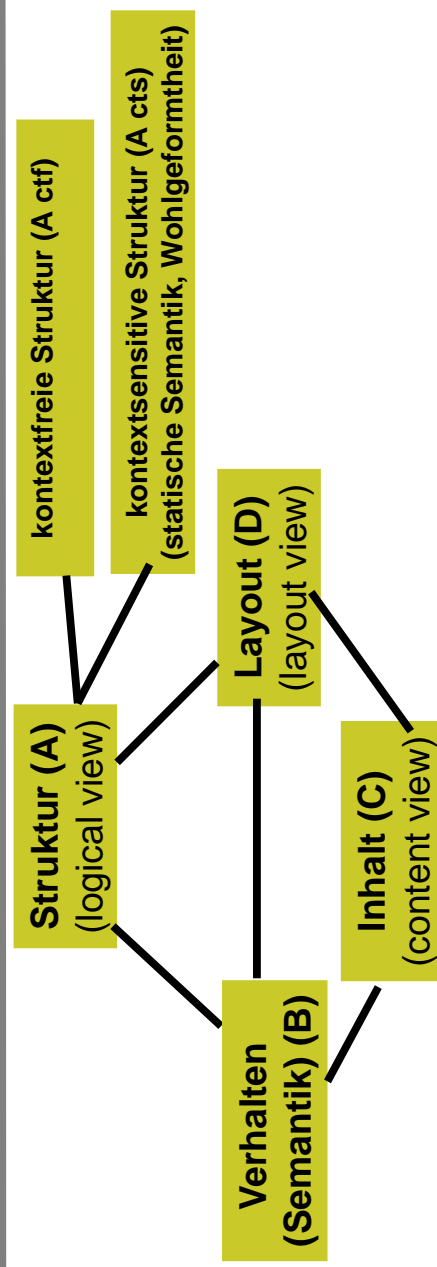 kontextfreie Struktur (A ctf)
Struktur (A)
(logical view)
kontextsensitive Struktur (A cts)
(statische Semantik, Wohlgeformtheit)
Verhalten
(Semantik) (B)
Layout (D)
(layout view)
Inhalt (C)
(content view)